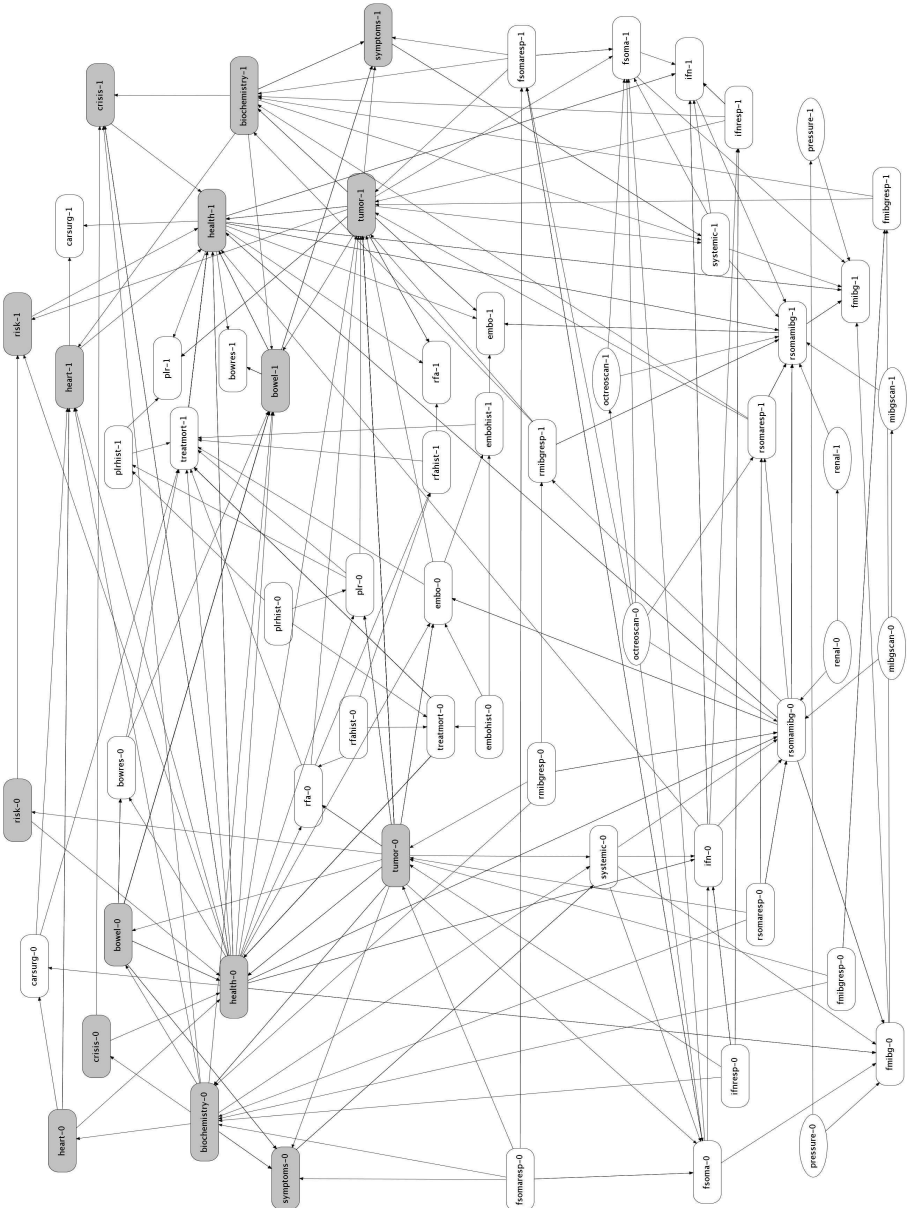 risk-0
risk-1
carsurg-0
heart-0
heart-1
carsurg-1
crisis-0
crisis-1
bowel-0
bowres-0
plrhist-1
plr-1
treatmort-1
biochemistry-0
health-1
health-0
bowres-1
biochemistry-1
symptoms-0
plrhist-0
bowel-1
rfa-0
rfahist-0
plr-0
tumor-1
symptoms-1
tumor-0
treatmort-0
embo-0
rfahist-1
rfa-1
embohist-0
embohist-1
embo-1
fsomaresp-0
fsomaresp-1
rmibgresp-0
rmibgresp-1
systemic-0
octreoscan-1
octreoscan-0
fsoma-1
ifn-1
fsoma-0
ifn-0
systemic-1
ifnresp-0
ifnresp-1
rsomaresp-0
rsomaresp-1
rsomamibg-0
rsomamibg-1
pressure-0
pressure-1
renal-0
renal-1
fmibgresp-0
fmibg-1
fmibg-0
mibgscan-0
mibgscan-1
fmibgresp-1